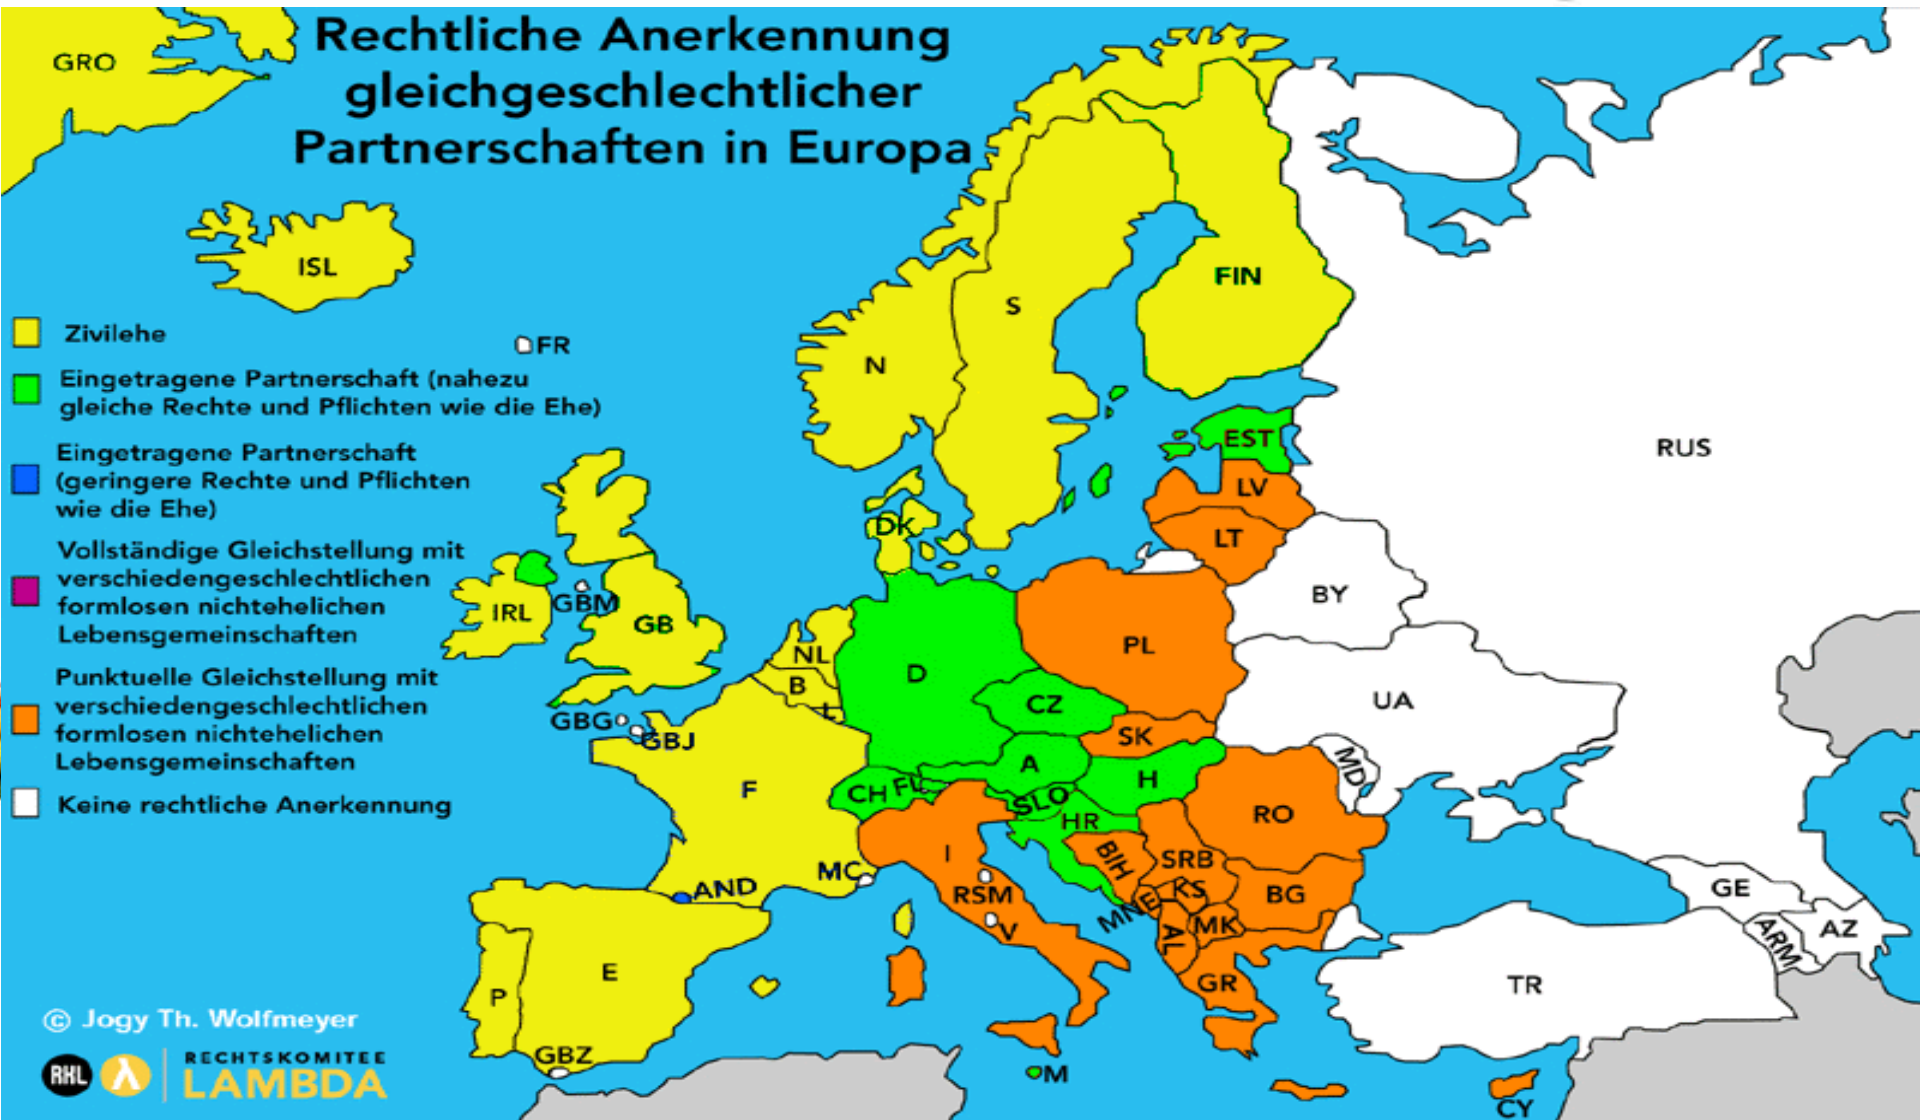 Rechtliche Anerkennung
gleichgeschlechtlicher
Partnerschaften in Europa
GRO
ISL
FR
Zivilehe
Eingetragene Partnerschaft (nahezu
gleiche Rechte und Pflichten wie die Ehe)
Eingetragene Partnerschaft
(geringere Rechte und Pflichten
wie die Ehe)
Vollständige Gleichstellung mit
verschiedengeschlechtlichen
formlosen nichtehelichen
Lebensgemeinschaften
Punktuelle Gleichstellung mit
verschiedengeschlechtlichen
formlosen nichtehelichen
Lebensgemeinschaften
Keine rechtliche Anerkennung
FIN
S
N
EST
RUS
LV
DK
LT
BY
GBM
IRL
GB
NL
PL
D
B
CZ
UA
L
GBG
GBJ
SK
A
MD
H
F
CH
FL
SLO
HR
RO
I
BIH
SRB
MC
AND
RSM
KS
BG
GE
MNE
V
MK
AL
ARM
AZ
E
P
GR
TR
GBZ
M
CY
© Jogy Th. Wolfmeyer
RKL
λ
RECHTSKOMITEE
LAMBDA